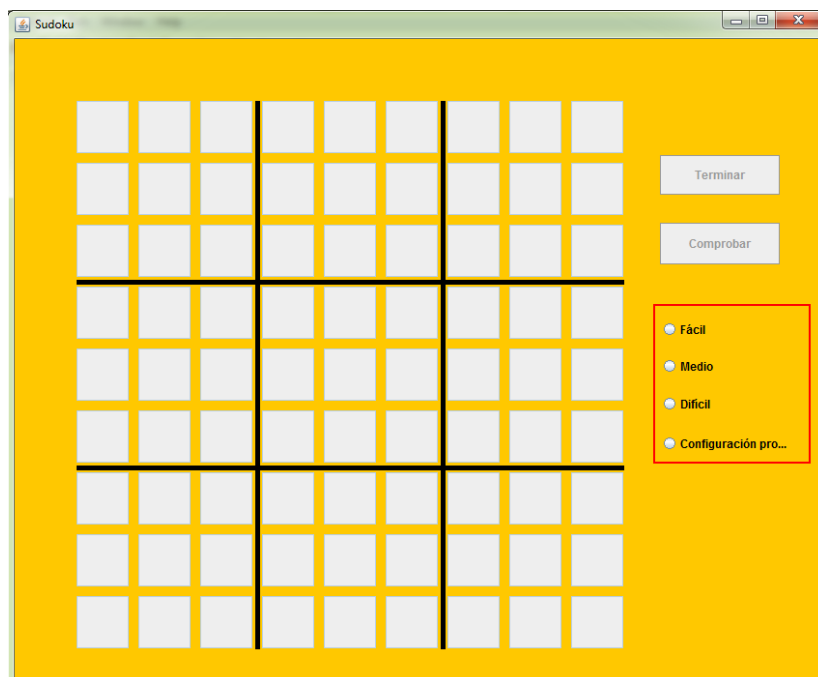 Sudoku
Terminar
Comprobar
Fácil
Medio
Difícil
Configuración pro...